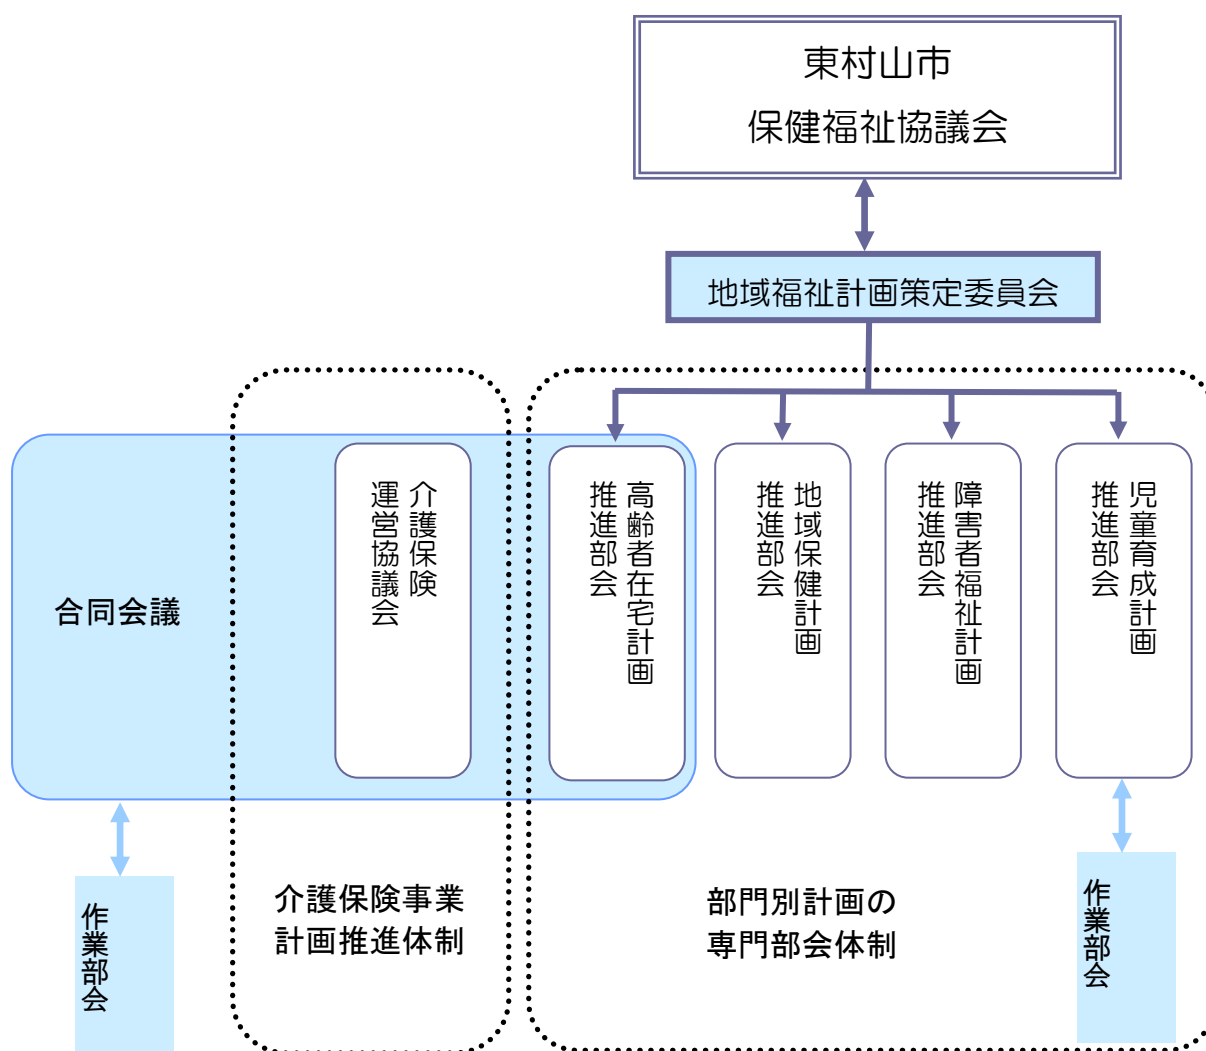 東村山市
保健福祉協議会
地域福祉計画策定委員会
合同会議
介護保険
運営協議会
高齢者在宅計画
推進部会
地域保健計画
推進部会
障害者福祉計画
推進部会
児童育成計画
推進部会
作業部会
介護保険事業
計画推進体制
部門別計画の
専門部会体制
作業部会